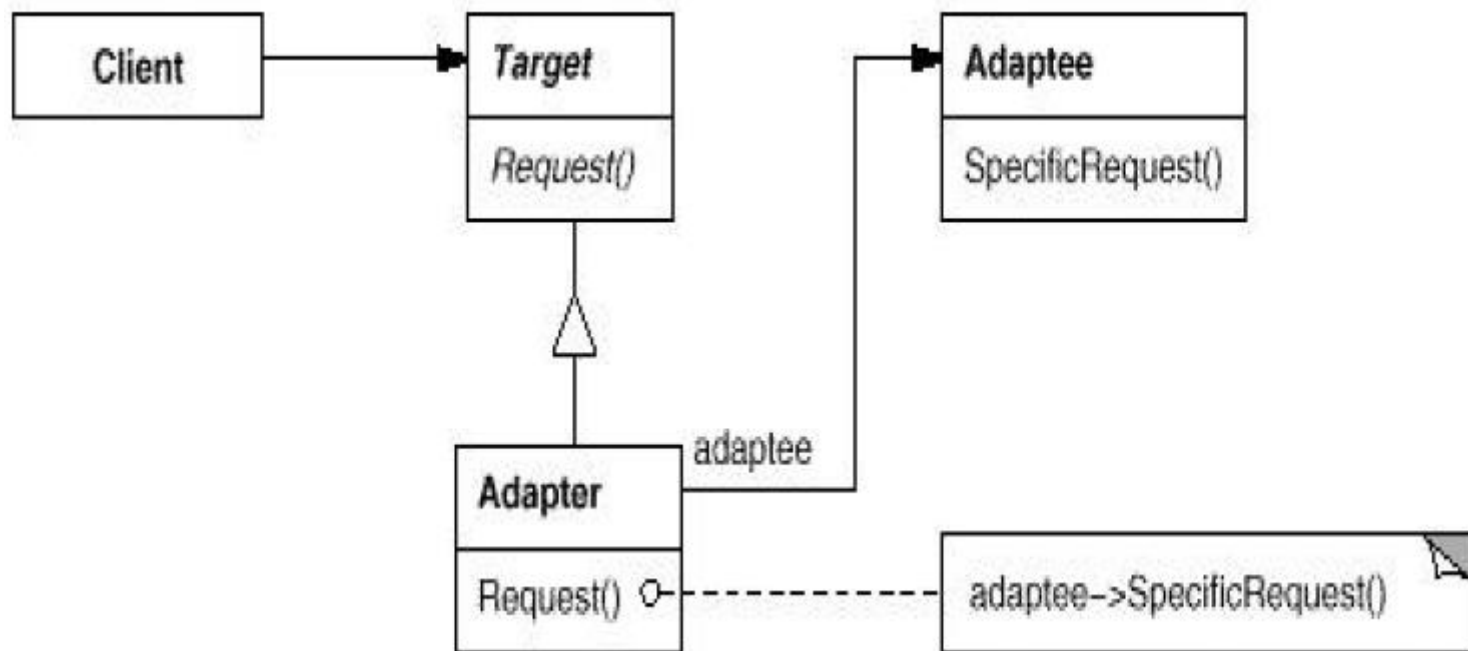 Client
Target
Request()
Adaptee
SpecificRequest()
adaptee
Adapter
Request()
adaptee->SpecificRequest()